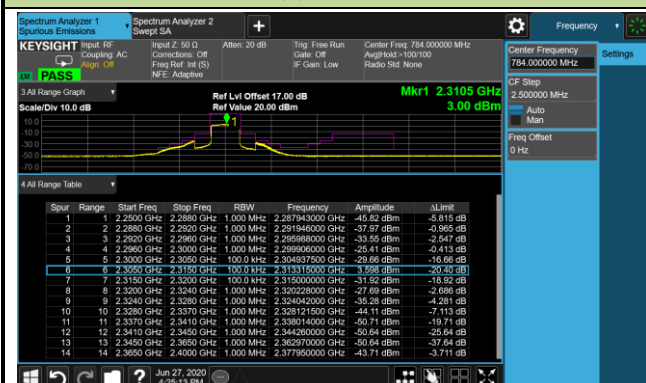 Spectrum Analyzer 1
Spurious Emissions
Spectrum Analyzer 2
Swept SA
Frequency
KEYSIGHT
Input: RF
Coupling: AC
Align: Off
Input Z: 50 Ω
Corrections: Off
Freq Ref: Int (S)
NFE: Adaptive
Atten: 20 dB
Trig: Free Run
Gate: Off
IF Gain: Low
Center Freq: 784.000000 MHz
Avg|Hold:>100/100
Radio Std: None
PASS
Center Frequency
784.000000 MHz
Settings
CF Step
2.500000 MHz
Auto
Man
Freq Offset
0 Hz
3 All Range Graph
Scale/Div 10.0 dB
Ref Lvl Offset 17.00 dB
Ref Value 20.00 dBm
Mkr1 2.3105 GHz
3.00 dBm
10.0
-10.0
-30.0
-50.0
-70.0
1
4 All Range Table
Spur Range Start Freq Stop Freq RBW Frequency Amplitude ΔLimit
1 1 2.2500 GHz 2.2880 GHz 1.000 MHz 2.287943000 GHz -45.82 dBm -5.815 dB
2 2 2.2880 GHz 2.2920 GHz 1.000 MHz 2.291946000 GHz -37.97 dBm -0.965 dB
3 3 2.2920 GHz 2.2960 GHz 1.000 MHz 2.295988000 GHz -33.55 dBm -2.547 dB
4 4 2.2960 GHz 2.3000 GHz 1.000 MHz 2.299906000 GHz -25.41 dBm -0.413 dB
5 5 2.3000 GHz 2.3050 GHz 100.0 kHz 2.304937500 GHz -29.66 dBm -16.66 dB
6 6 2.3050 GHz 2.3150 GHz 100.0 kHz 2.313315000 GHz 3.598 dBm -20.40 dB
7 7 2.3150 GHz 2.3200 GHz 100.0 kHz 2.315000000 GHz -31.92 dBm -18.92 dB
8 8 2.3200 GHz 2.3240 GHz 1.000 MHz 2.320228000 GHz -27.69 dBm -2.686 dB
9 9 2.3240 GHz 2.3280 GHz 1.000 MHz 2.324042000 GHz -35.28 dBm -4.281 dB
10 10 2.3280 GHz 2.3370 GHz 1.000 MHz 2.328121500 GHz -44.11 dBm -7.113 dB
11 11 2.3370 GHz 2.3410 GHz 1.000 MHz 2.338014000 GHz -50.71 dBm -19.71 dB
12 12 2.3410 GHz 2.3450 GHz 1.000 MHz 2.344260000 GHz -50.64 dBm -25.64 dB
13 13 2.3450 GHz 2.3650 GHz 1.000 MHz 2.362970000 GHz -50.64 dBm -37.64 dB
14 14 2.3650 GHz 2.4000 GHz 1.000 MHz 2.377950000 GHz -43.71 dBm -3.711 dB
Jun 27, 2020
4:25:13 PM